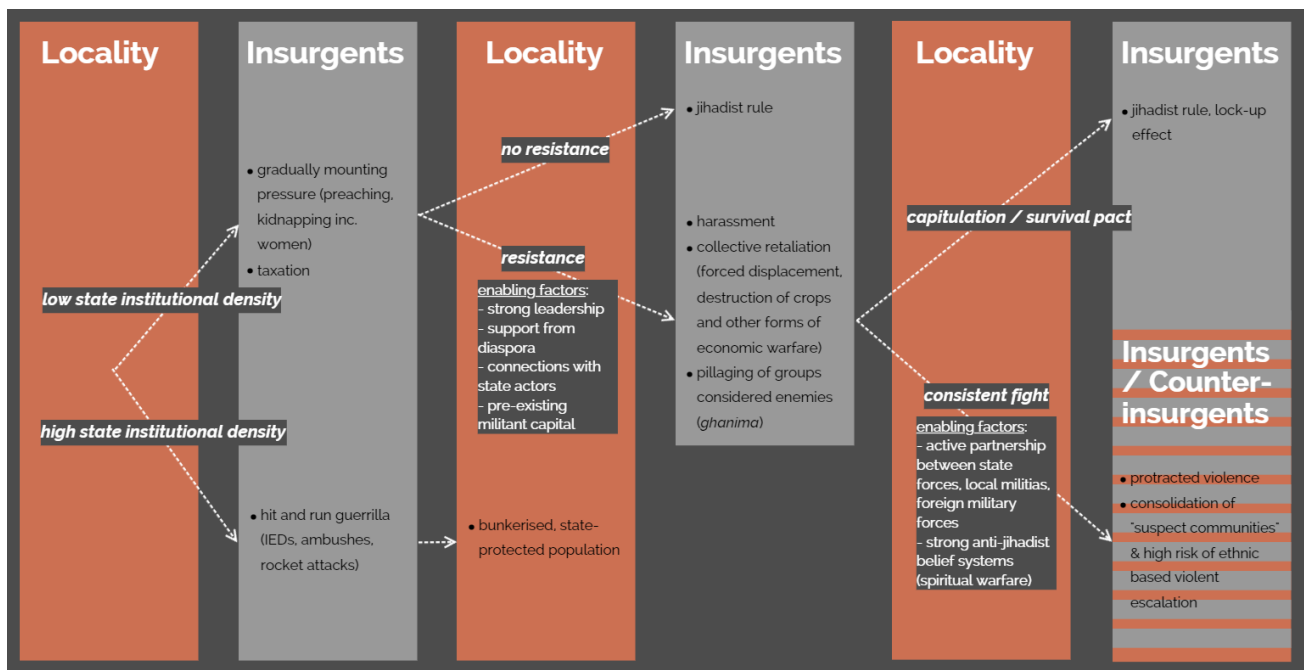 Locality
low state institutional density
high state institutional density
Insurgents
• gradually mounting
pressure (preaching,
kidnapping inc.
women)
• taxation
• hit and run guerrilla
(IEDs, ambushes,
rocket attacks)
Locality
no resistance
resistance
enabling factors:
- strong leadership
- support from
diaspora
- connections with
state actors
- pre-existing
militant capital
• bunkerised, state-
protected population
Insurgents
• jihadist rule
• harassment
• collective retaliation
(forced displacement,
destruction of crops
and other forms of
economic warfare)
• pillaging of groups
considered enemies
(ghanima)
Locality
capitulation / survival pact
consistent fight
enabling factors:
- active partnership
between state
forces, local militias,
foreign military
forces
- strong anti-jihadist
belief systems
(spiritual warfare)
Insurgents
• jihadist rule, lock-up
effect
Insurgents
/ Counter-
insurgents
• protracted violence
• consolidation of
"suspect communities"
& high risk of ethnic
based violent
escalation